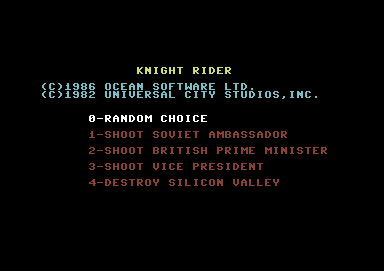 KNIGHT RIDER
(C)1986 OCEAN SOFTWARE LTD.
(C)1982 UNIVERSAL CITY STUDIOS,INC.
0-RANDOM CHOICE
1-SHOOT SOVIET AMBASSADOR
2-SHOOT BRITISH PRIME MINISTER
3-SHOOT VICE PRESIDENT
4-DESTROY SILICON VALLEY